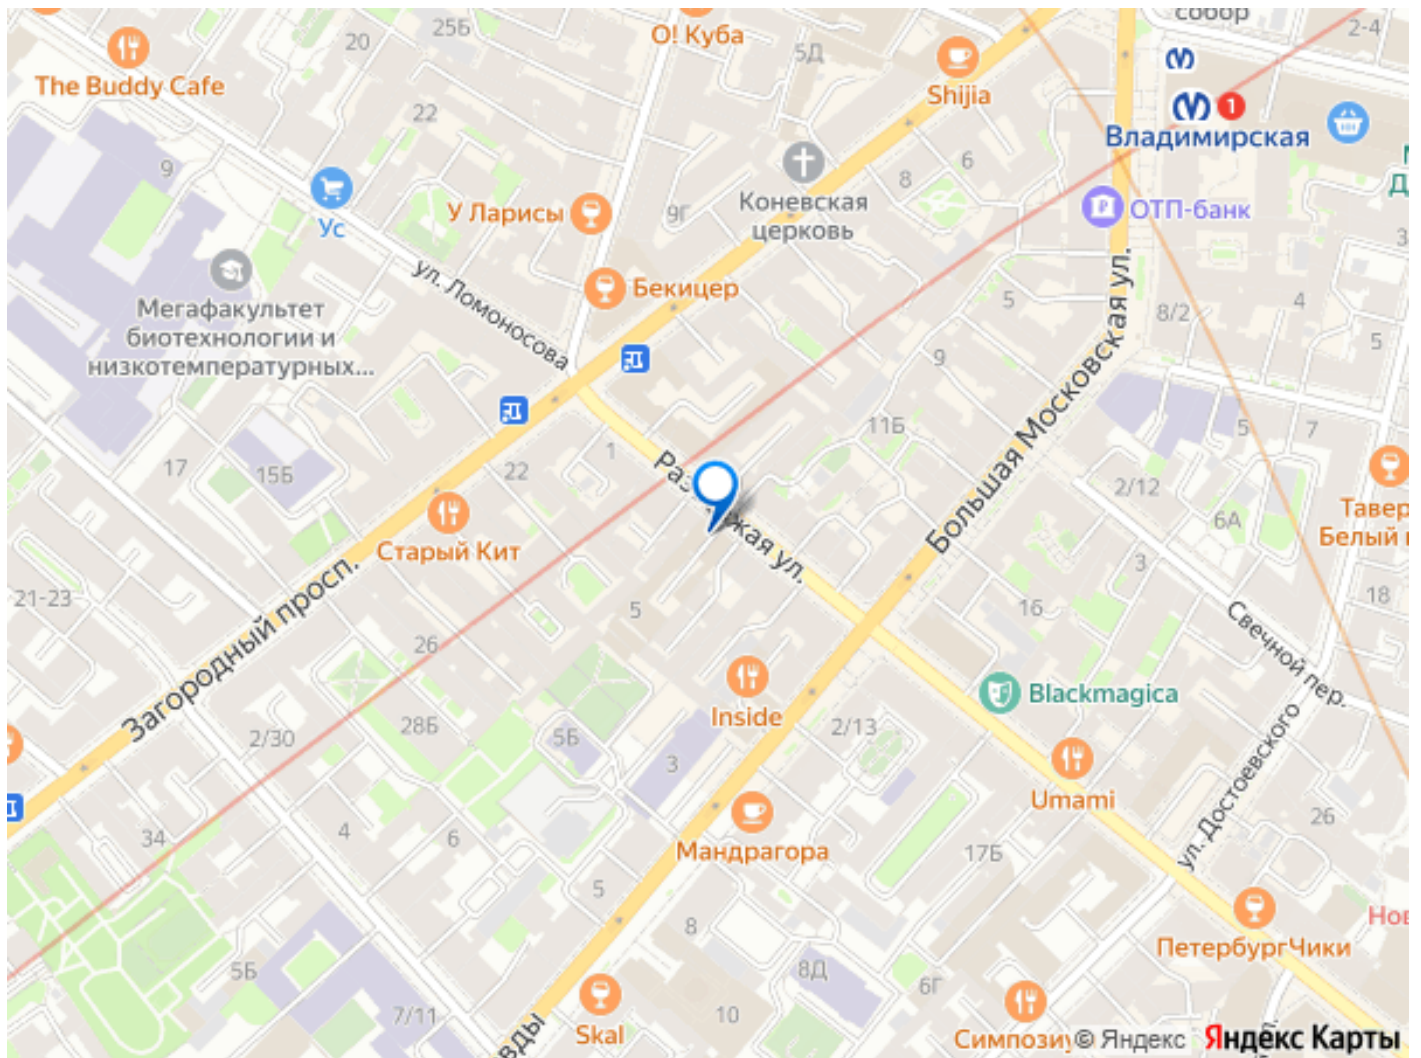 собор
2-4
25Б
20
О! Куба
5Д
The Buddy Cafe
Shijia
1
Владимирская
22
9
6
8
Коневская
церковь
У Ларисы
9Г
ОТП-банк
Ус
ул. Ломоносова
Бекицер
Мегафакультет
биотехнологии и
низкотемпературных...
5
8/2
4
9
5
Большая Московская ул.
11Б
5
7
1
17
15Б
22
2/12
6А
Старый Кит
3
21-23
Загородный просп.
5
16
18
Свечной пер.
26
Blackmagica
Inside
28Б
2/30
5Б
2/13
3
ул. Достоевского
Umami
26
34
4
6
Мандрагора
17Б
5
8
ПетербургЧики
5Б
8Д
6Г
7/11
Skal
10
© Яндекс
Яндекс Карты